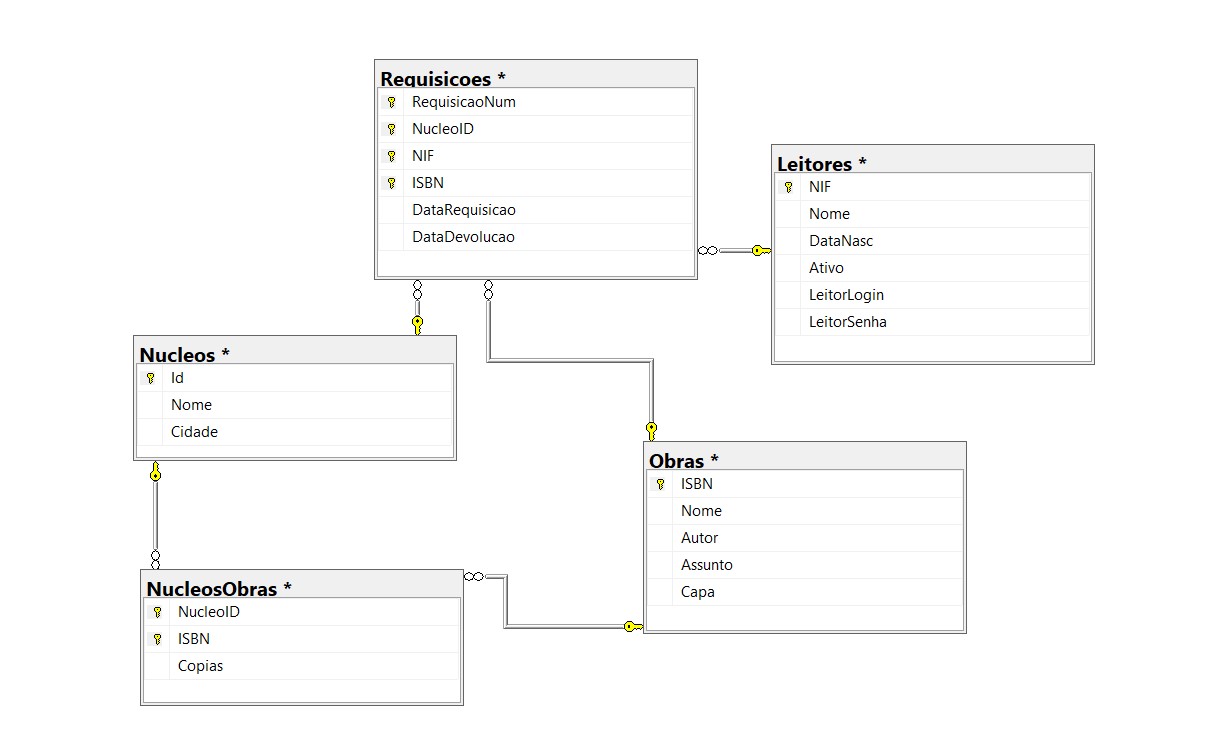 Requisicoes *
RequisicaoNum
NucleoID
NIF
ISBN
DataRequisicao
DataDevolucao
Leitores *
NIF
Nome
DataNasc
Ativo
LeitorLogin
LeitorSenha
Nucleos *
Id
Nome
Cidade
Obras *
ISBN
Nome
Autor
Assunto
Capa
NucleosObras *
NucleoID
ISBN
Copias